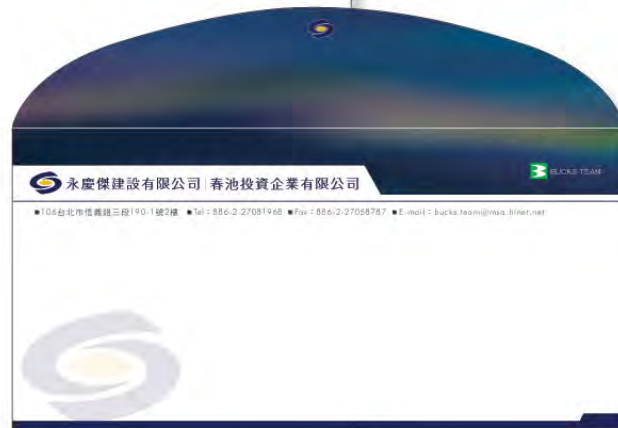 永慶傑建設有限公司 春池投資企業有限公司
BUCKS TEAM
■106台北市信義路三段190-1號2樓 ■Tel：886-2-27081968 ■Fax：886-2-27058787 ■E-mail：bucks.team@msa.hinet.net